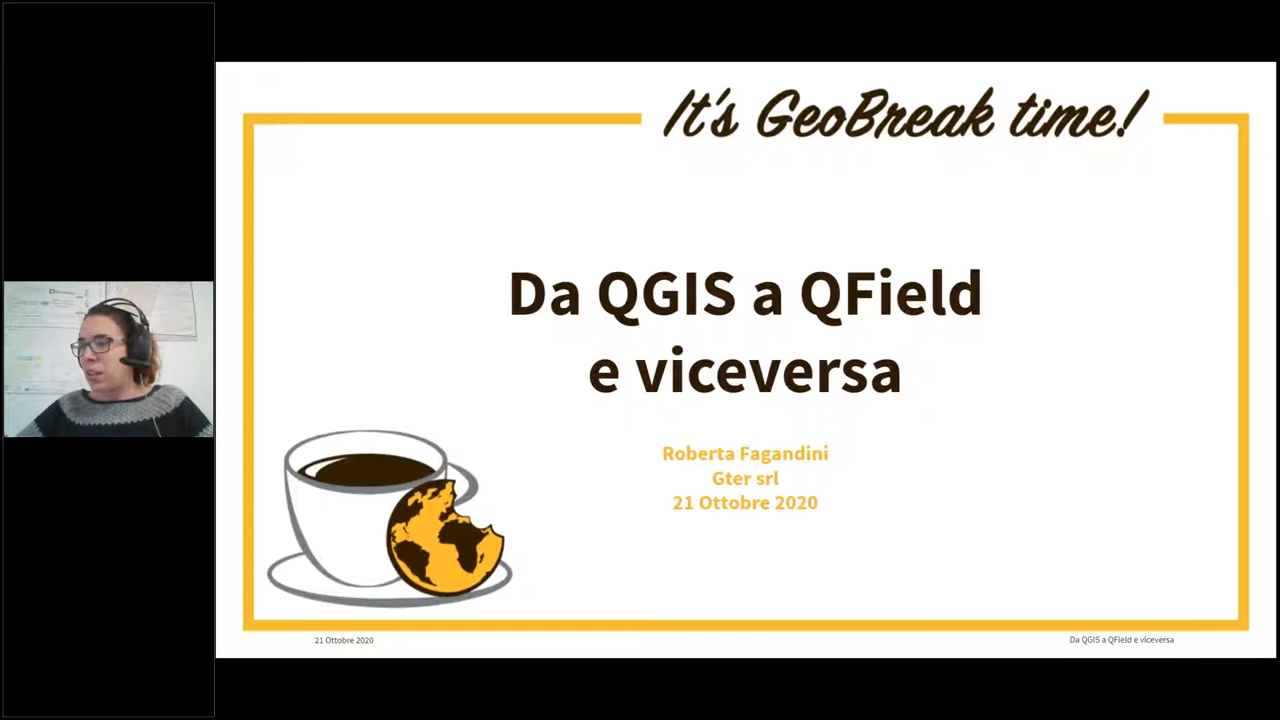 It's GeoBreak time!
Da QGIS a QField
e viceversa
Roberta Fagandini
Gter srl
21 Ottobre 2020
21 Ottobre 2020
Da QGIS a QField e viceversa